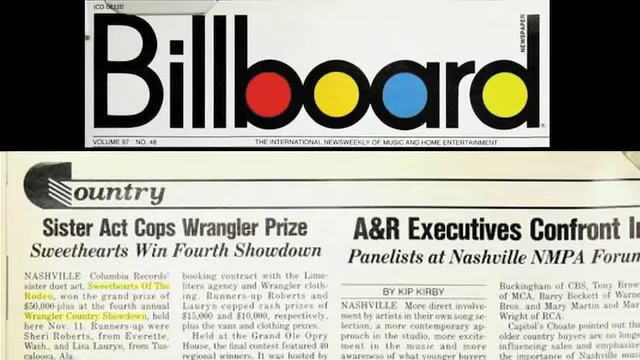 ICD 08120
Billboard
NEWSPAPER
VOLUME 97 NO. 48
THE INTERNATIONAL NEWSWEEKLY OF MUSIC AND HOME ENTERTAINMENT
Country
Sister Act Cops Wrangler Prize
Sweethearts Win Fourth Showdown
NASHVILLE Columbia Records'
sister duet act, Sweethearts Of The
Rodeo, won the grand prize of
$50,000-plus at the fourth annual
Wrangler Country Showdown, held
here Nov. 11. Runners-up were
Sheri Roberts, from Everette,
Wash., and Lisa Lauryn, from Tus-
caloosa, Ala.
booking contract with the Lime-
liters agency and Wrangler cloth-
ing. Runners-up Roberts and
Lauryn copped cash prizes of
$15,000 and $10,000, respectively,
plus the vans and clothing prizes.
Held at the Grand Ole Opry
House, the final contest featured 49
regional winners. It was hosted by
A&R Executives Confront
Panelists at Nashville NMPA Forum
BY KIP KIRBY
NASHVILLE More direct involve-
ment by artists in their own song se-
lection, a more contemporary ap-
proach in the studio, more excite-
ment in the music and more
awareness of what younger buyers
Buckingham of CBS, Tony Brow
of MCA, Barry Beckett of Warner
Bros. and Mary Martin and Mar
Wright of RCA.
Capitol's Choate pointed out tha
older country buyers are no longer
influencing sales and emphasize
the importance of Nashville